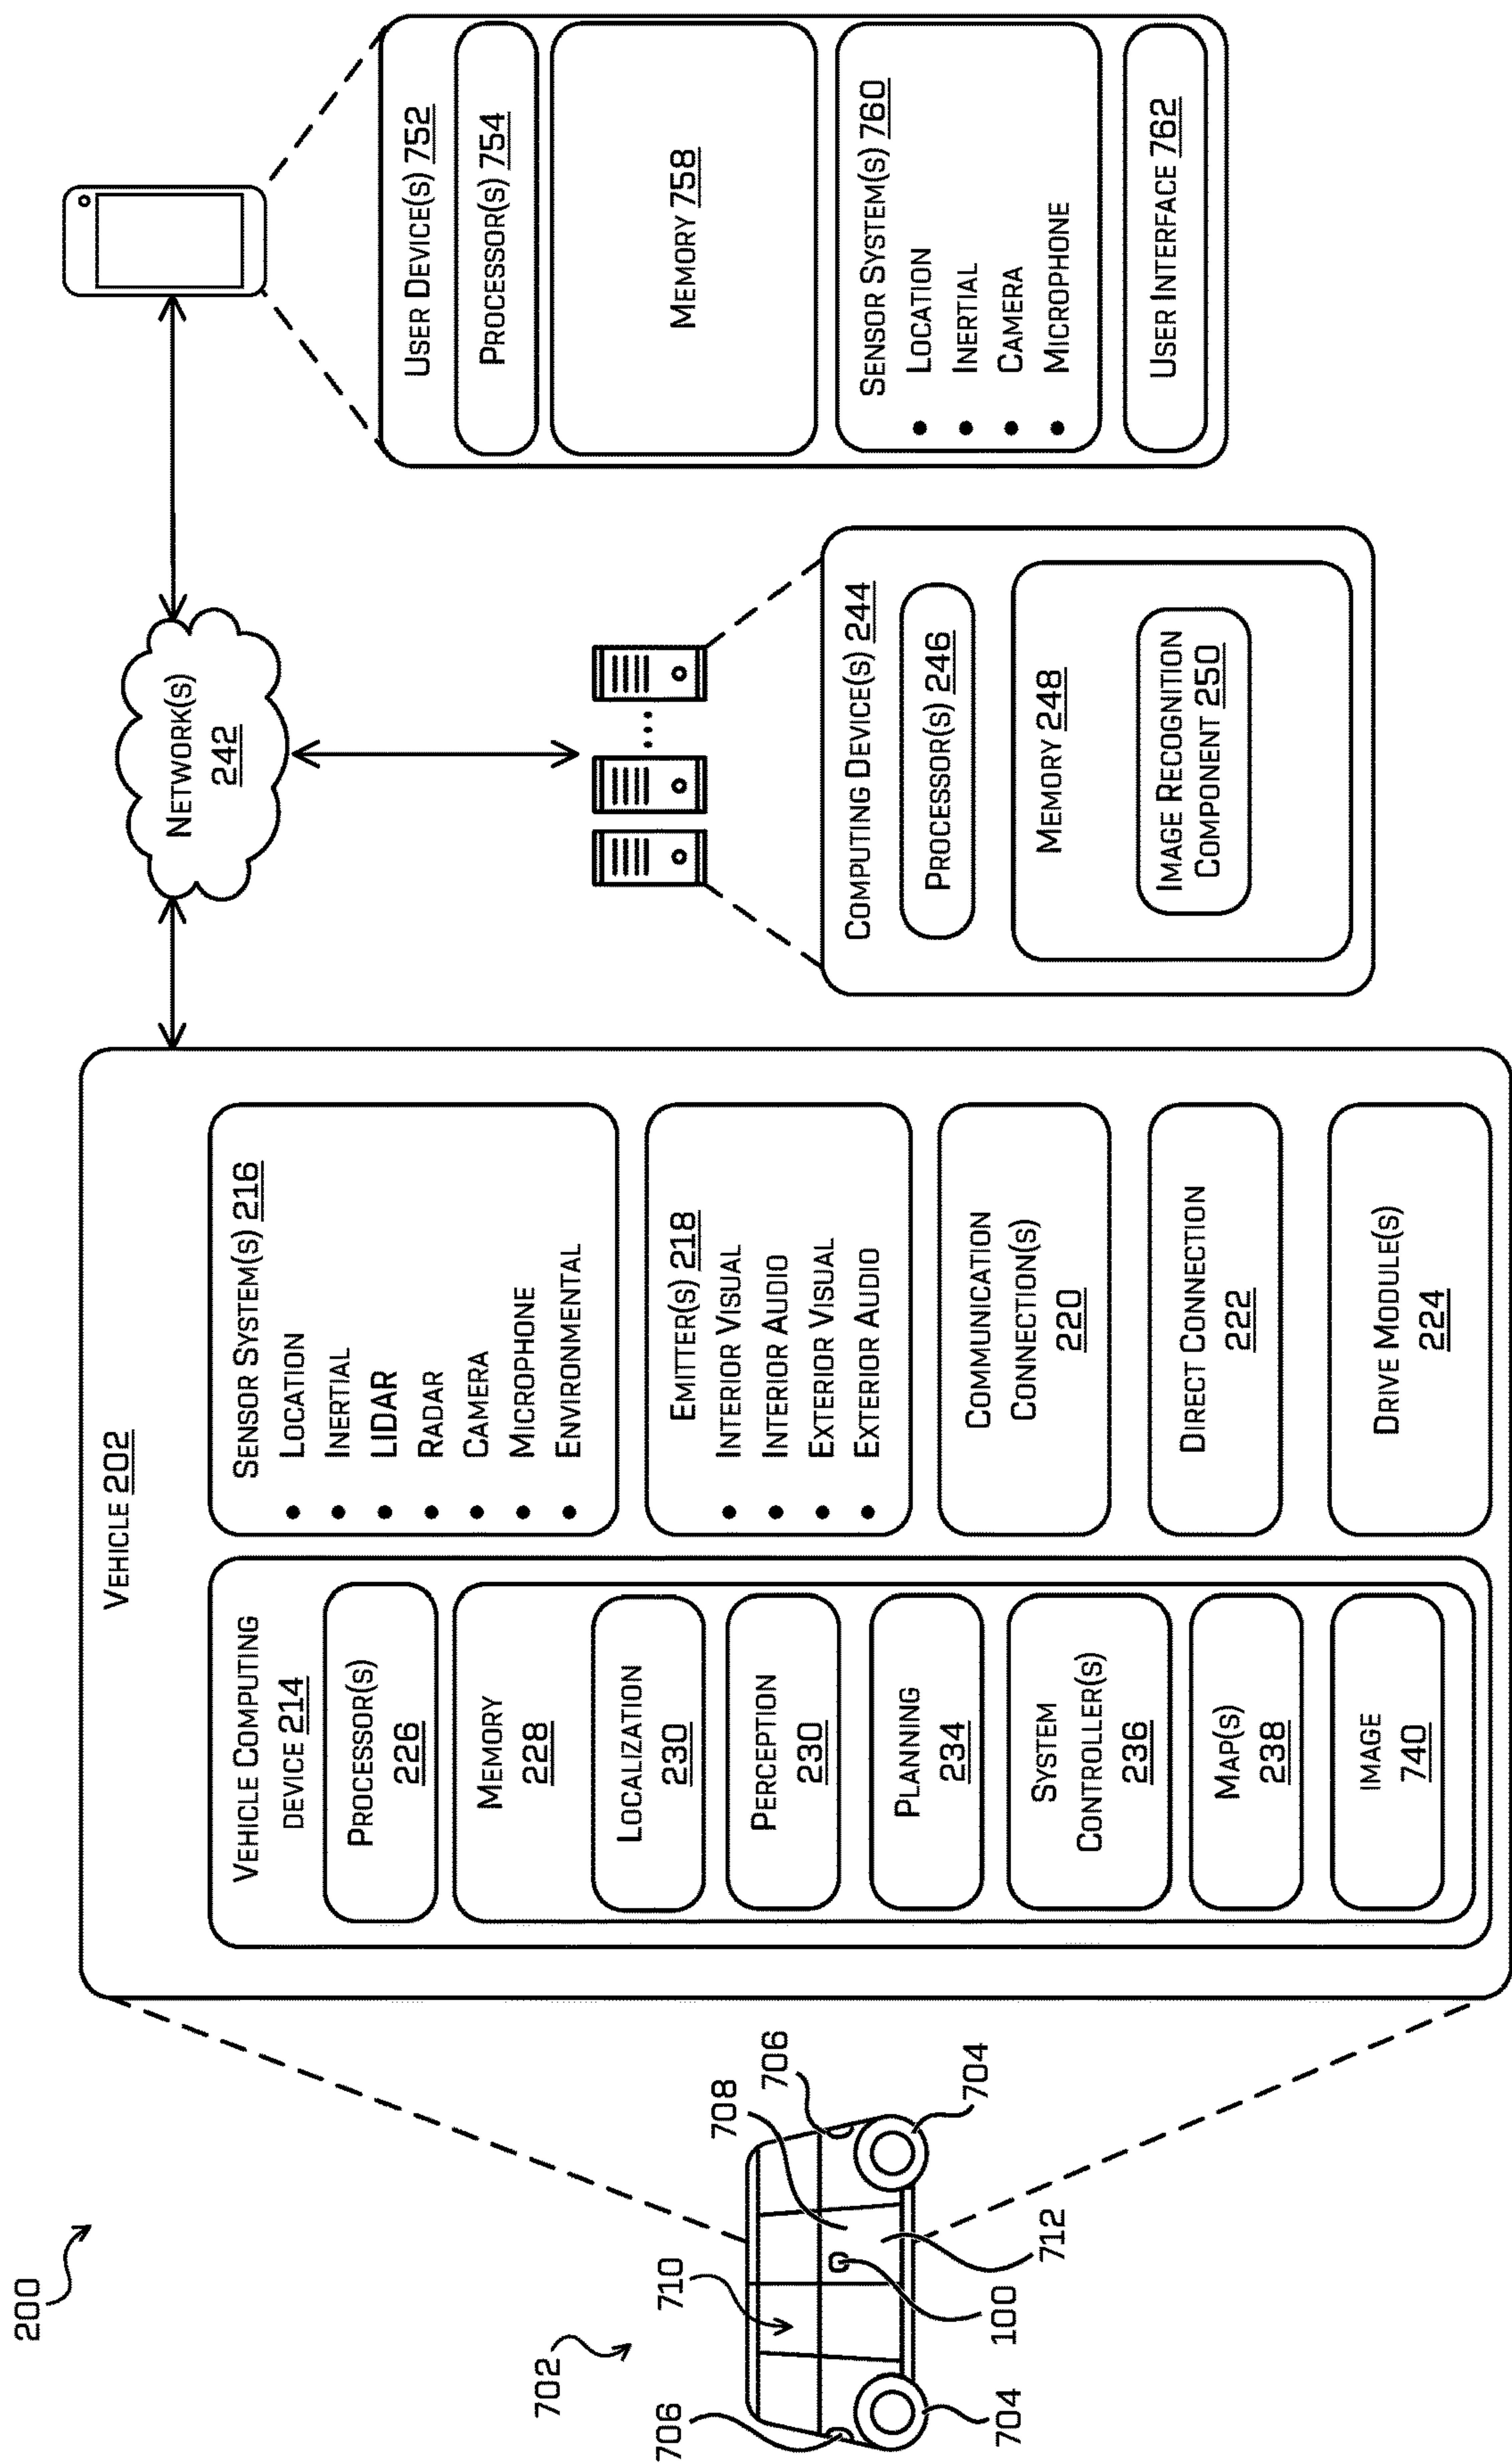 200
VEHICLE 202
VEHICLE COMPUTING
DEVICE 214
PROCESSOR(S)
226
MEMORY
228
LOCALIZATION
230
PERCEPTION
230
PLANNING
234
SYSTEM
CONTROLLER(S)
236
MAP(S)
238
IMAGE
740
SENSOR SYSTEM(S) 216
• LOCATION
• INERTIAL
• LIDAR
• RADAR
• CAMERA
• MICROPHONE
• ENVIRONMENTAL
EMITTER(S) 218
• INTERIOR VISUAL
• INTERIOR AUDIO
• EXTERIOR VISUAL
• EXTERIOR AUDIO
COMMUNICATION
CONNECTION(S)
220
DIRECT CONNECTION
222
DRIVE MODULE(S)
224
702
706
710
708
706
704
100
712
704
NETWORK(S)
242
COMPUTING DEVICE(S) 244
PROCESSOR(S) 246
MEMORY 248
IMAGE RECOGNITION
COMPONENT 250
USER DEVICE(S) 752
PROCESSOR(S) 754
MEMORY 758
SENSOR SYSTEM(S) 760
• LOCATION
• INERTIAL
• CAMERA
• MICROPHONE
USER INTERFACE 762